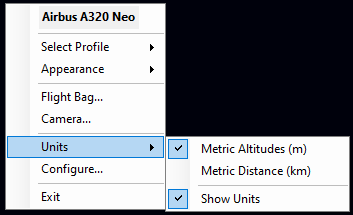 Airbus A320 Neo
Select Profile
Appearance
Flight Bag...
Camera...
Units
Metric Altitudes (m)
Metric Distance (km)
Configure...
Show Units
Exit